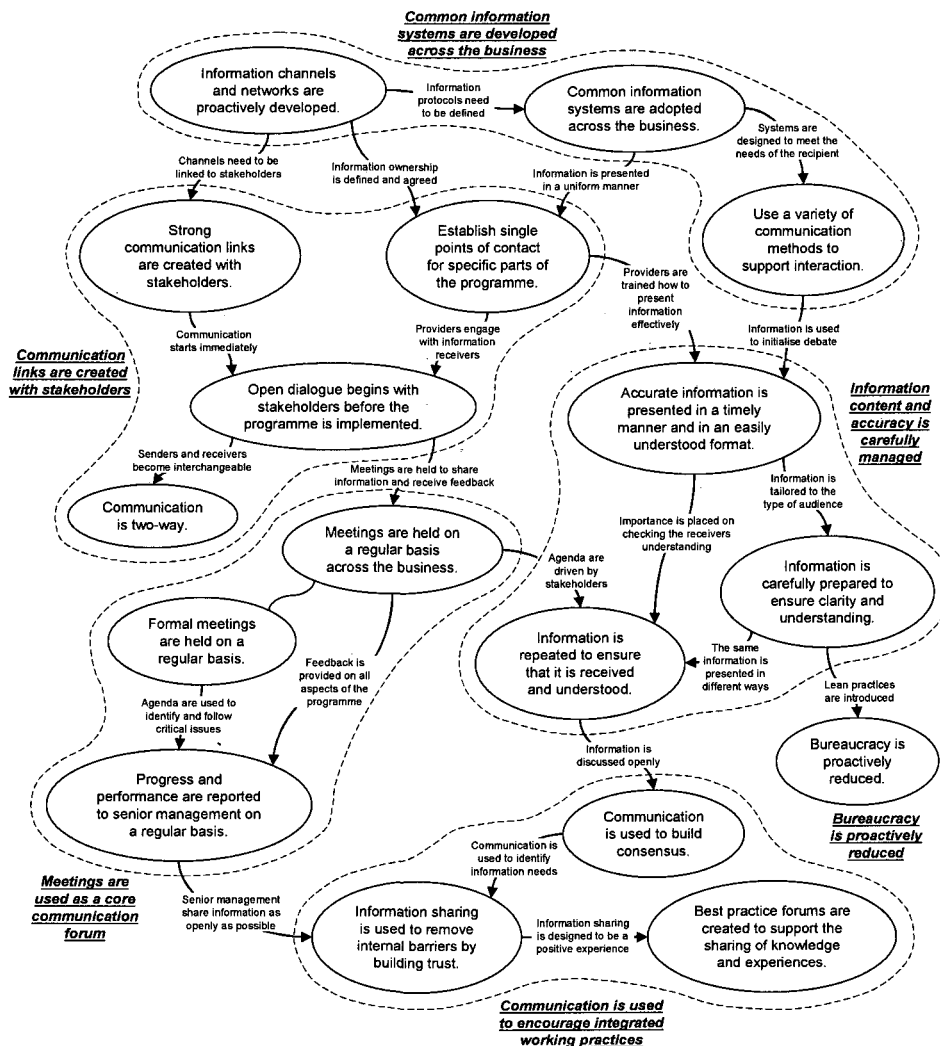 Common information
systems are developed
across the business
Information channels
and networks are
proactively developed.
Information
protocols need
to be defined
Common information
systems are adopted
across the business.
Systems are
designed to meet the
needs of the recipient
Channels need to be
linked to stakeholders
Information ownership
is defined and agreed
Information is presented
in a uniform manner
Strong
communication links
are created with
stakeholders.
Establish single
points of contact
for specific parts of
the programme.
Use a variety of
communication
methods to
support interaction.
Providers are
trained how to
present
information
effectively
Communication
starts immediately
Providers engage
with information
receivers
Information is used
to initialise debate
Communication
links are created
with stakeholders
Open dialogue begins with
stakeholders before the
programme is implemented.
Accurate information is
presented in a timely
manner and in an easily
understood format.
Information
content and
accuracy is
carefully
managed
Senders and receivers
become interchangeable
Meetings are held to share
information and receive feedback
Information is
tailored to the
type of audience
Communication
is two-way.
Meetings are held on
a regular basis
across the business.
Importance is placed on
checking the receivers
understanding
Agenda are
driven by
stakeholders
Information is
carefully prepared to
ensure clarity and
understanding.
Formal meetings
are held on a
regular basis.
Feedback is
provided on all
aspects of the
programme
Information is
repeated to ensure
that it is received
and understood.
The same
information is
presented in
different ways
Agenda are used to
identify and follow
critical issues
Lean practices
are introduced
Information is
discussed openly
Bureaucracy is
proactively
reduced.
Progress and
performance are reported
to senior management on
a regular basis.
Communication
is used to build
consensus.
Bureaucracy
is proactively
reduced
Communication is
used to identify
information needs
Meetings are
used as a core
communication
forum
Senior management
share information as
openly as possible
Information sharing
is used to remove
internal barriers by
building trust.
Information sharing
is designed to be a
positive experience
Best practice forums are
created to support the
sharing of knowledge
and experiences.
Communication is used
to encourage integrated
working practices